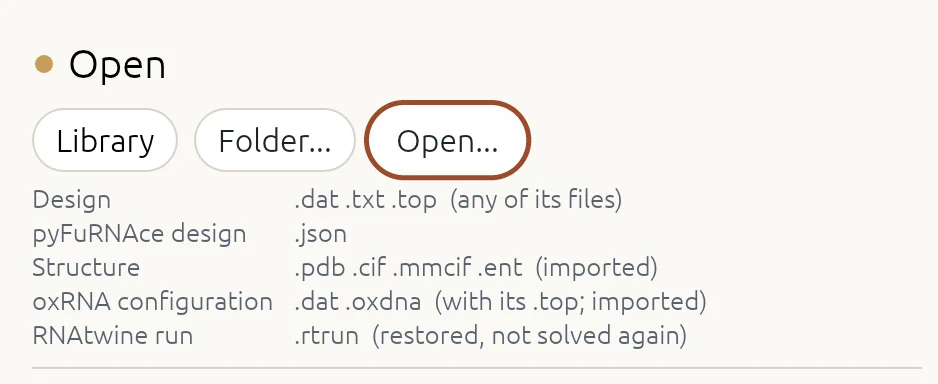 Open
Library Folder... Open...
Design .dat .txt .top (any of its files)
pyFuRNAce design .json
Structure .pdb .cif .mmcif .ent (imported)
oxRNA configuration .dat .oxdna (with its .top; imported)
RNAtwine run .rtrun (restored, not solved again)